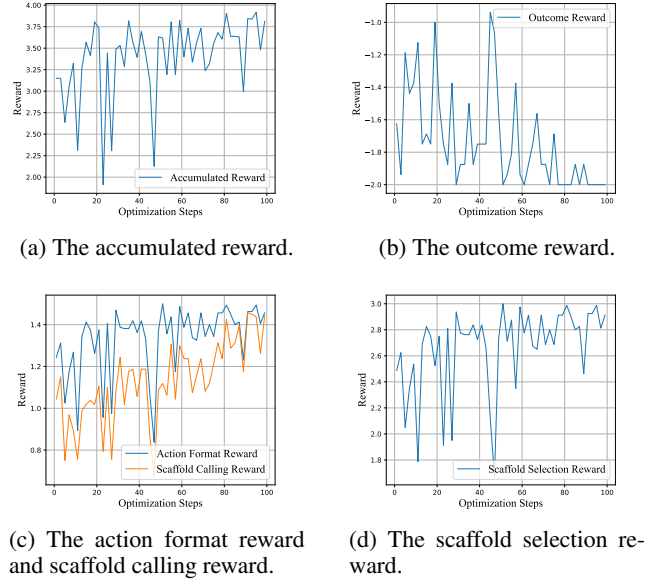 4.00
3.75
3.50
3.25
3.00
2.75
2.50
2.25
2.00
Reward
Accumulated Reward
0 20 40 60 80 100
Optimization Steps
(a) The accumulated reward.
−1.0
−1.2
−1.4
−1.6
−1.8
−2.0
Reward
Outcome Reward
0 20 40 60 80 100
Optimization Steps
(b) The outcome reward.
1.4
1.2
1.0
0.8
Reward
Action Format Reward
Scaffold Calling Reward
0 20 40 60 80 100
Optimization Steps
(c) The action format reward
and scaffold calling reward.
3.0
2.8
2.6
2.4
2.2
2.0
1.8
Reward
Scaffold Selection Reward
0 20 40 60 80 100
Optimization Steps
(d) The scaffold selection re-
ward.